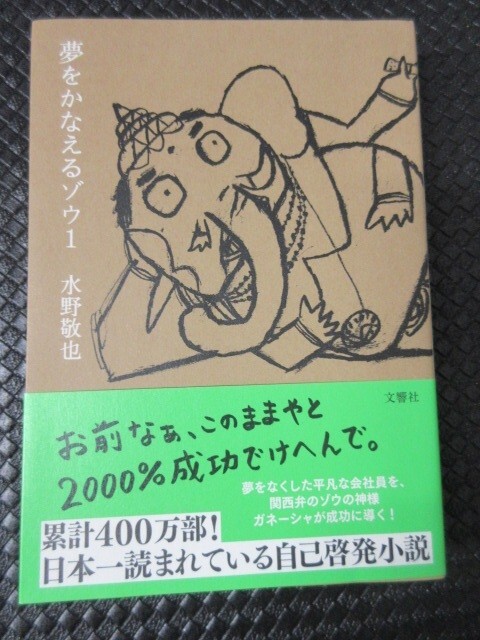 夢をかなえるゾウ1
水野敬也
文響社
お前なぁ、このままやと
2000%成功でけへんで。
夢をなくした平凡な会社員を、
関西弁のゾウの神様
ガネーシャが成功に導く!
累計400万部!
日本一読まれている自己啓発小説